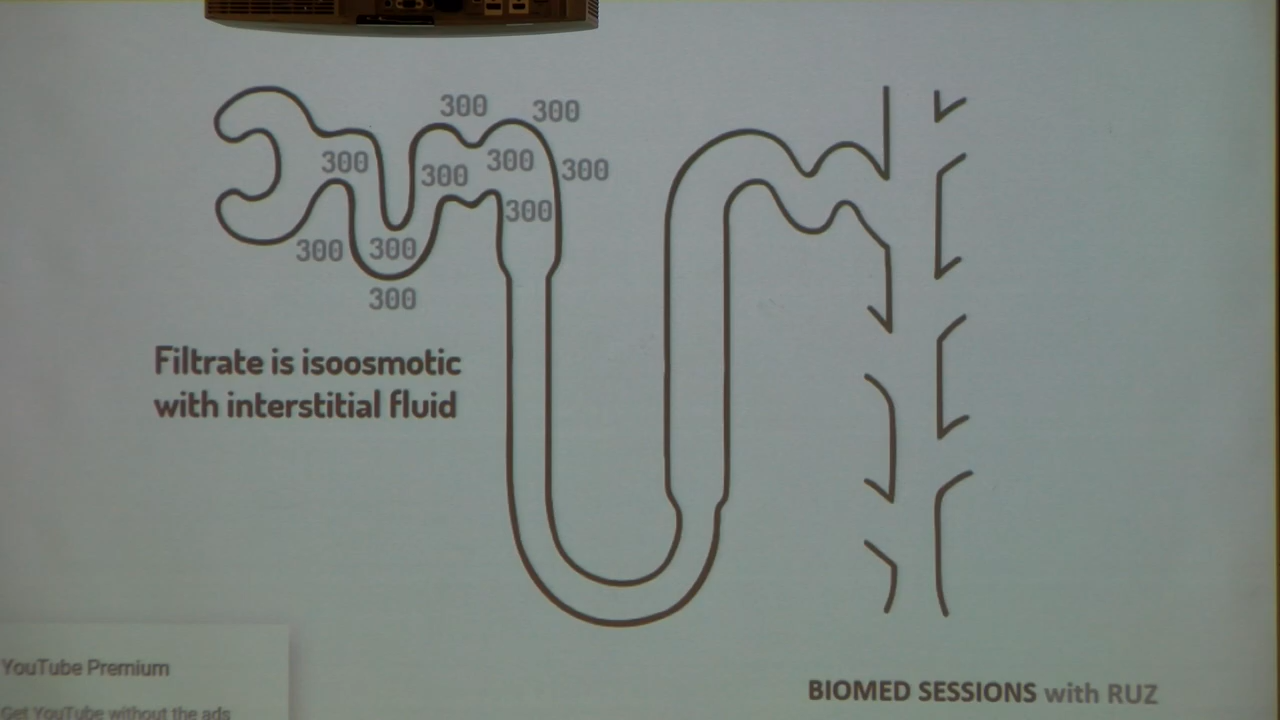 300 300
300 300 300 300
300
300 300
300
Filtrate is isoosmotic
with interstitial fluid
YouTube Premium
Get YouTube without the ads
BIOMED SESSIONS with RUZ